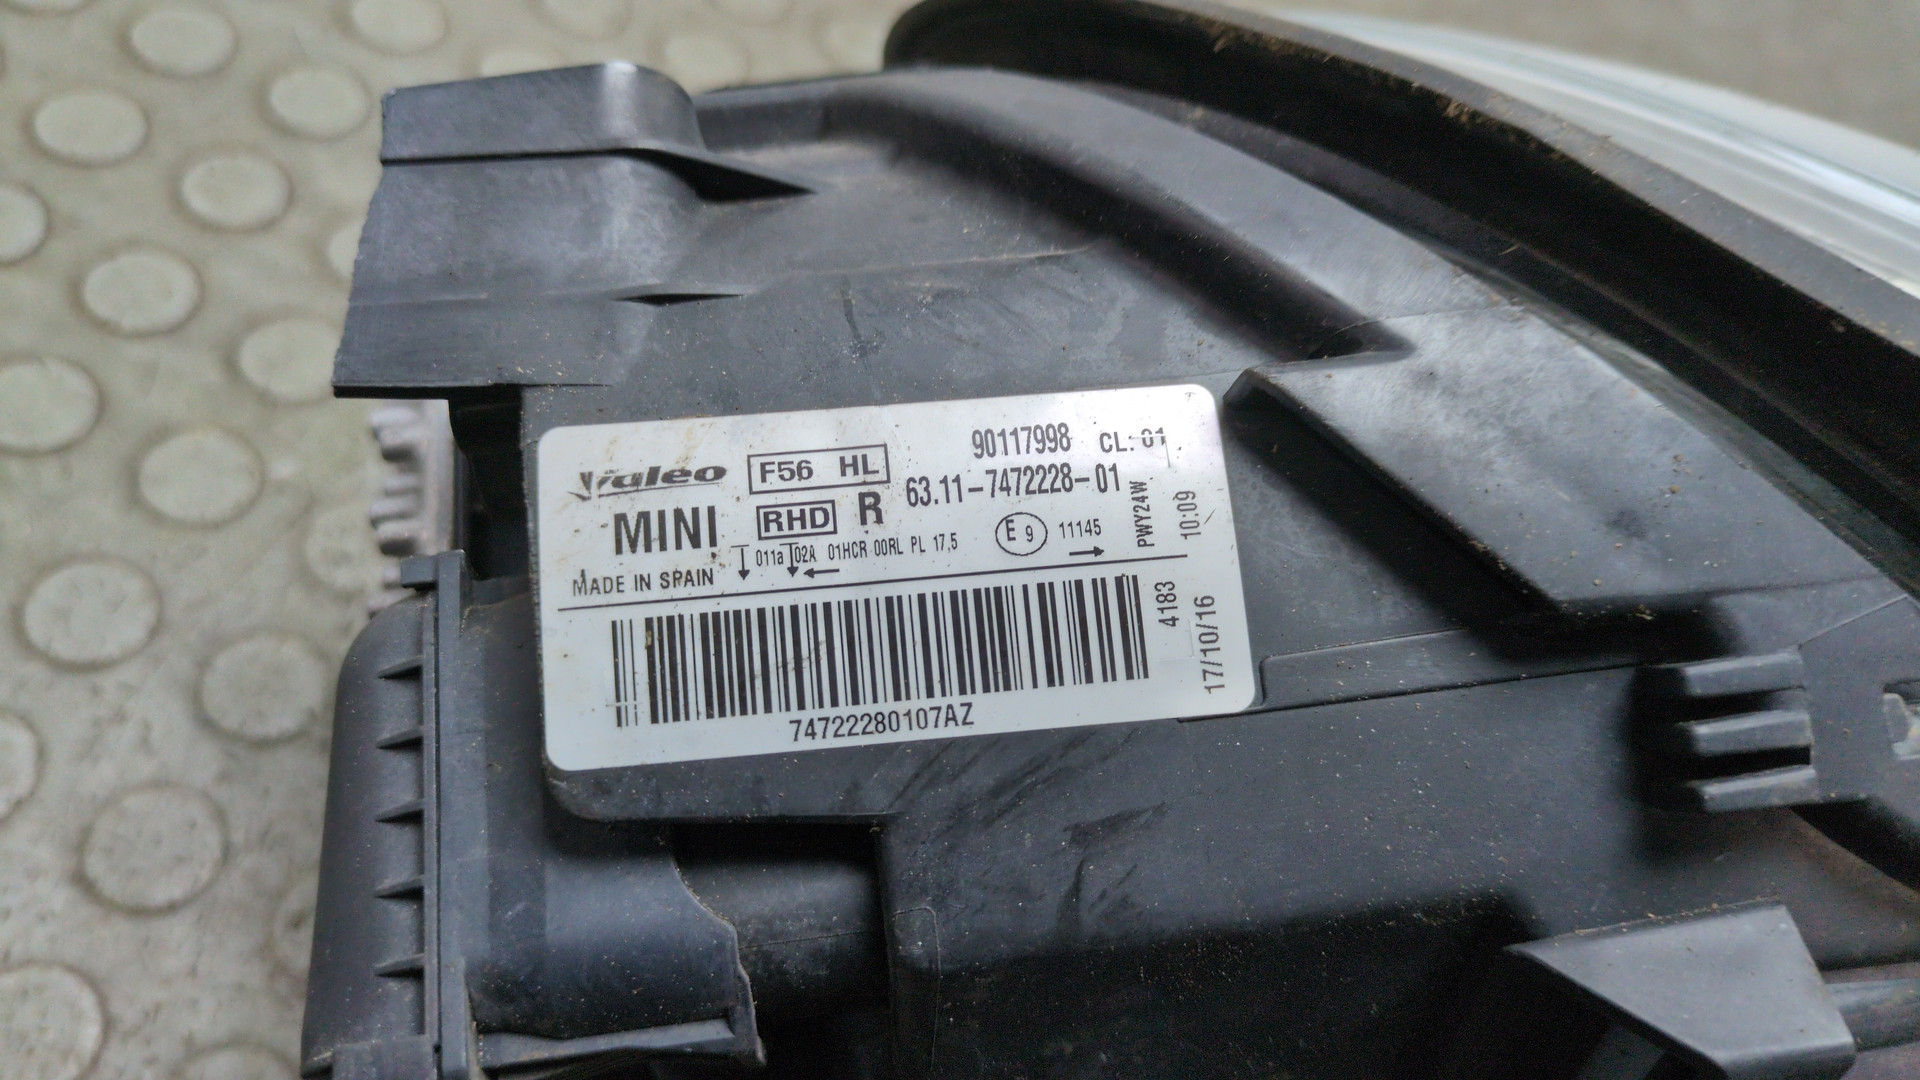 Valeo F56 HL 90117998 CL: 01
MINI RHD R 63.11-7472228-01
011a 02A 01HCR 00RL PL 17,5 E 9 11145
MADE IN SPAIN
PWY24W
10:09
4183
17/10/16
74722280107AZ